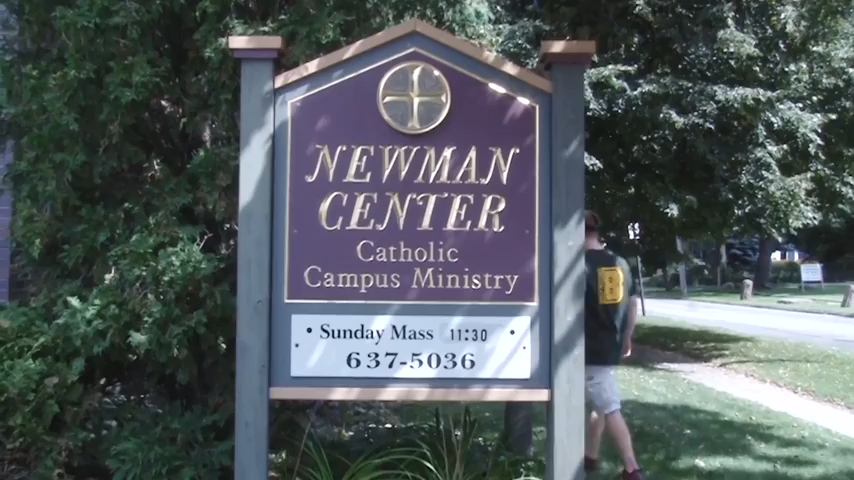 NEWMAN
CENTER
Catholic
Campus Ministry
• Sunday Mass 11:30 •
637-5036